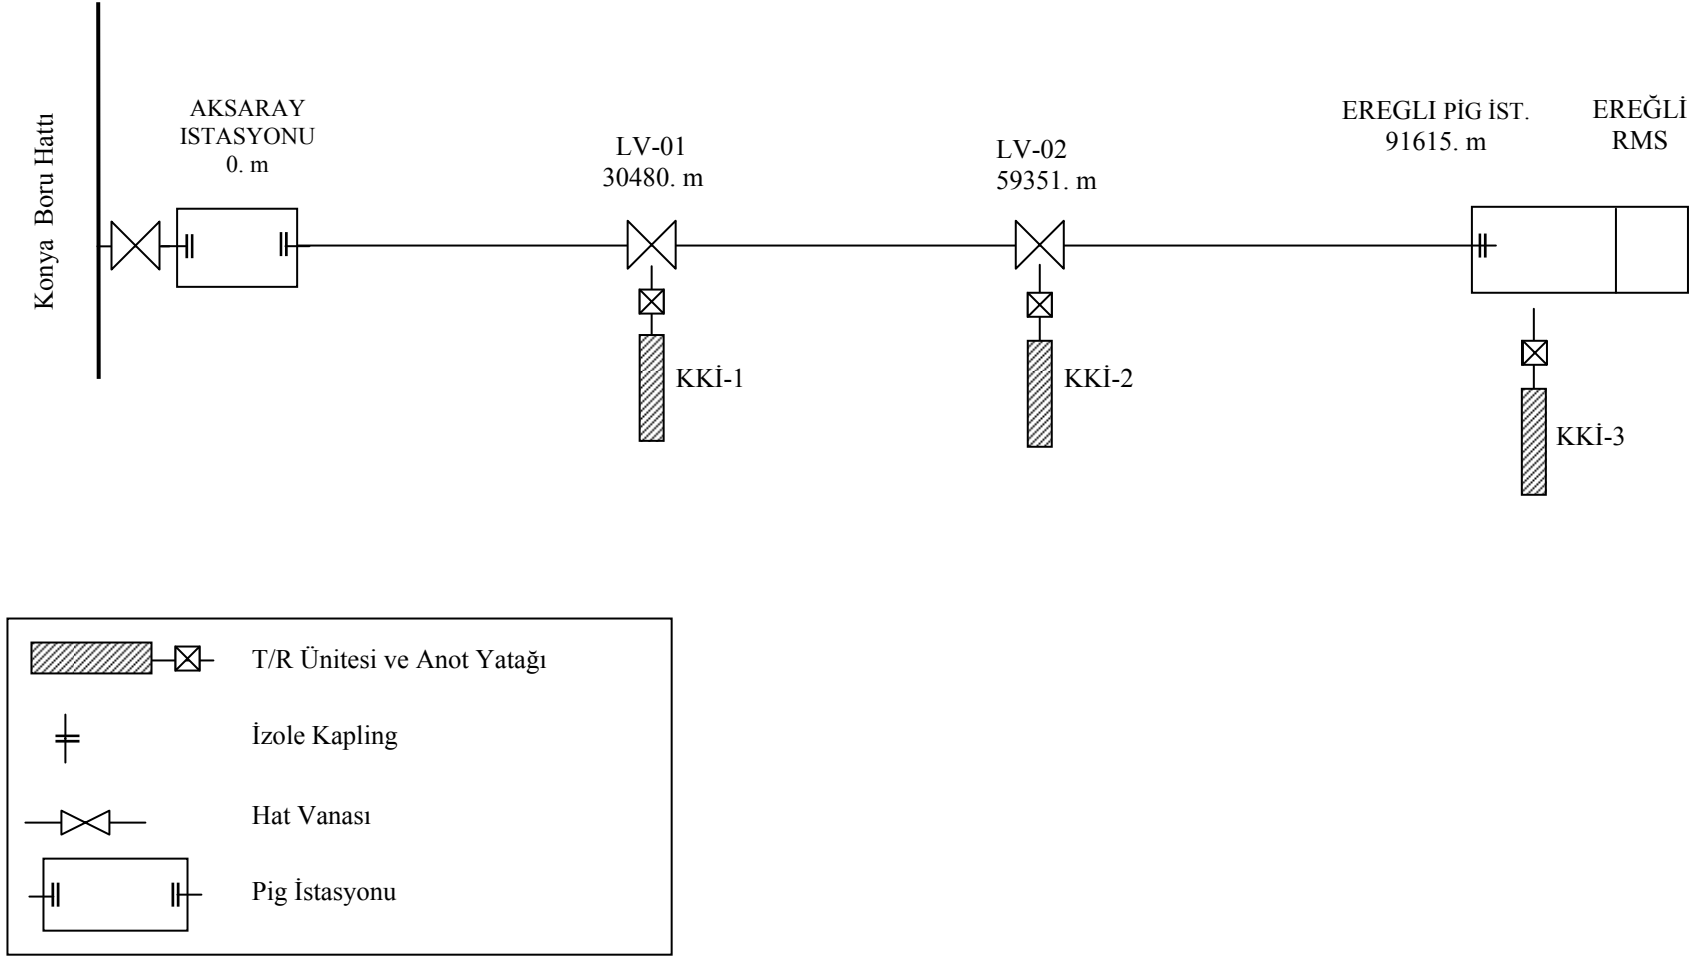 Konya Boru Hattı
AKSARAY
ISTASYONU
0. m
LV-01
30480. m
LV-02
59351. m
EREGLI PİG İST.
91615. m
EREĞLİ
RMS
KKİ-1
KKİ-2
KKİ-3
T/R Ünitesi ve Anot Yatağı
İzole Kapling
Hat Vanası
Pig İstasyonu